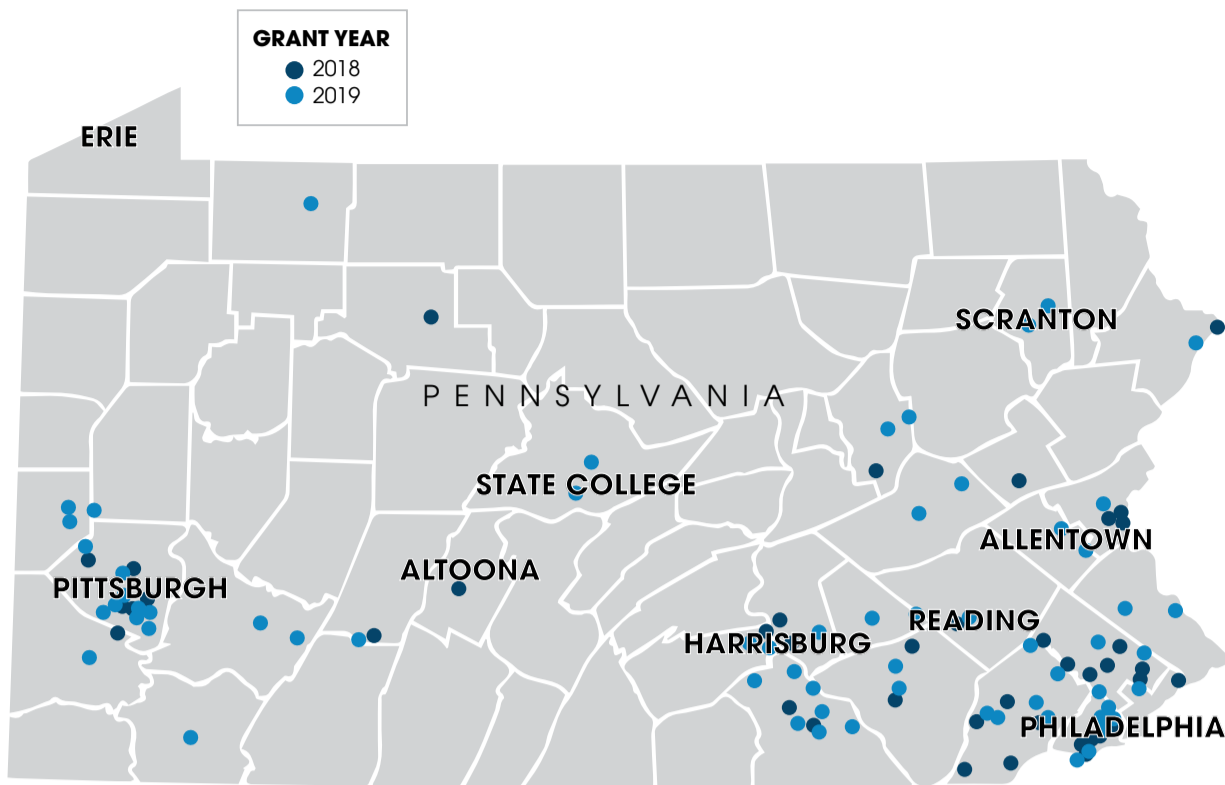 GRANT YEAR
2018
2019
ERIE
SCRANTON
PENNSYLVANIA
STATE COLLEGE
ALLENTOWN
ALTOONA
PITTSBURGH
READING
HARRISBURG
PHILADELPHIA